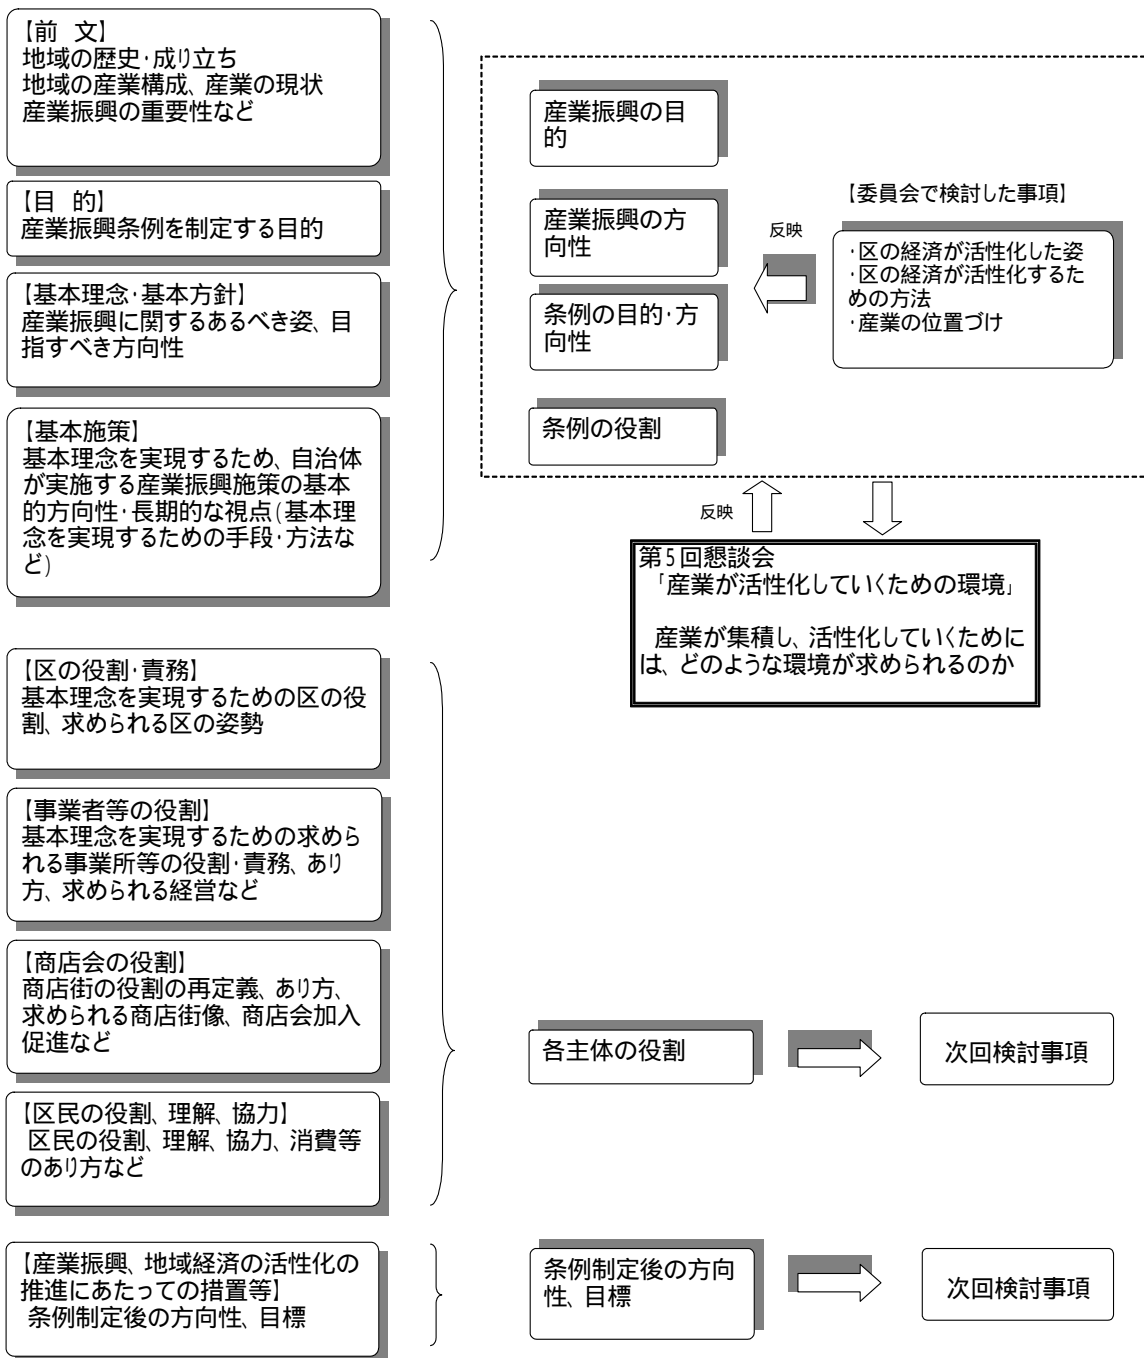 【前　文】
地域の歴史・成り立ち
地域の産業構成、産業の現状
産業振興の重要性など
【目　的】
産業振興条例を制定する目的
【基本理念・基本方針】
産業振興に関するあるべき姿、目
指すべき方向性
【基本施策】
基本理念を実現するため、自治体
が実施する産業振興施策の基本
的方向性・長期的な視点(基本理
念を実現するための手段・方法な
ど)
産業振興の目
的
産業振興の方
向性
条例の目的・方
向性
条例の役割
反映
【委員会で検討した事項】
・区の経済が活性化した姿
・区の経済が活性化するた
めの方法
・産業の位置づけ
反映
第5回懇談会
「産業が活性化していくための環境」
産業が集積し、活性化していくために
は、どのような環境が求められるのか
【区の役割・責務】
基本理念を実現するための区の役
割、求められる区の姿勢
【事業者等の役割】
基本理念を実現するための求めら
れる事業所等の役割・責務、あり
方、求められる経営など
【商店会の役割】
商店街の役割の再定義、あり方、
求められる商店街像、商店会加入
促進など
【区民の役割、理解、協力】
区民の役割、理解、協力、消費等
のあり方など
各主体の役割
次回検討事項
【産業振興、地域経済の活性化の
推進にあたっての措置等】
条例制定後の方向性、目標
条例制定後の方向
性、目標
次回検討事項